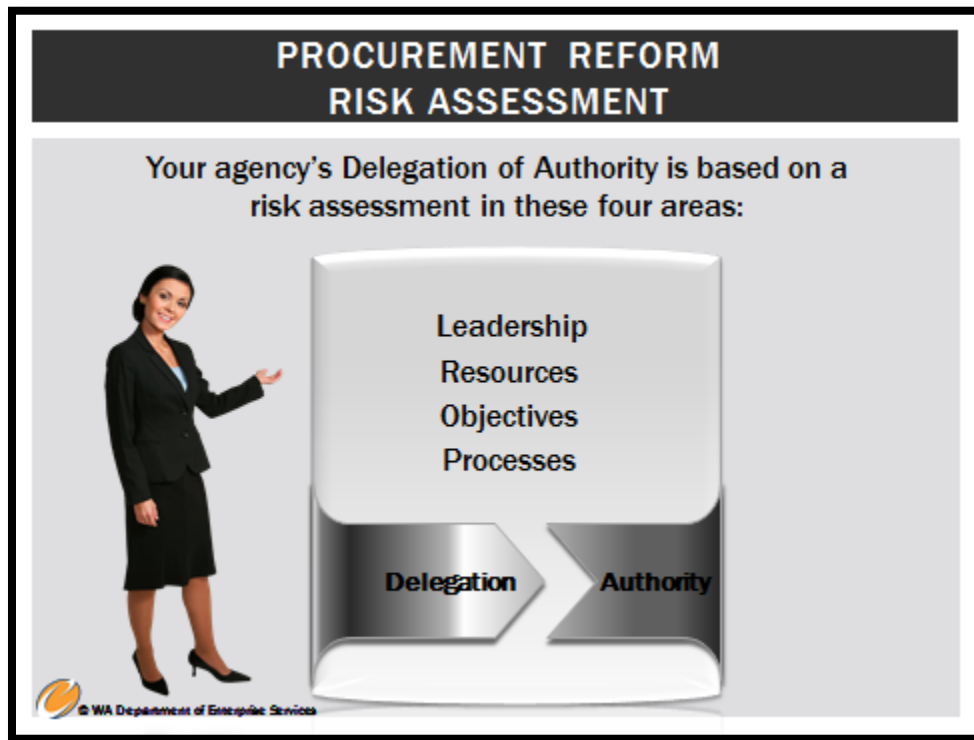 PROCUREMENT REFORM
RISK ASSESSMENT
Your agency's Delegation of Authority is based on a
risk assessment in these four areas:
Leadership
Resources
Objectives
Processes
Delegation
Authority
© WA Department of Enterprise Services